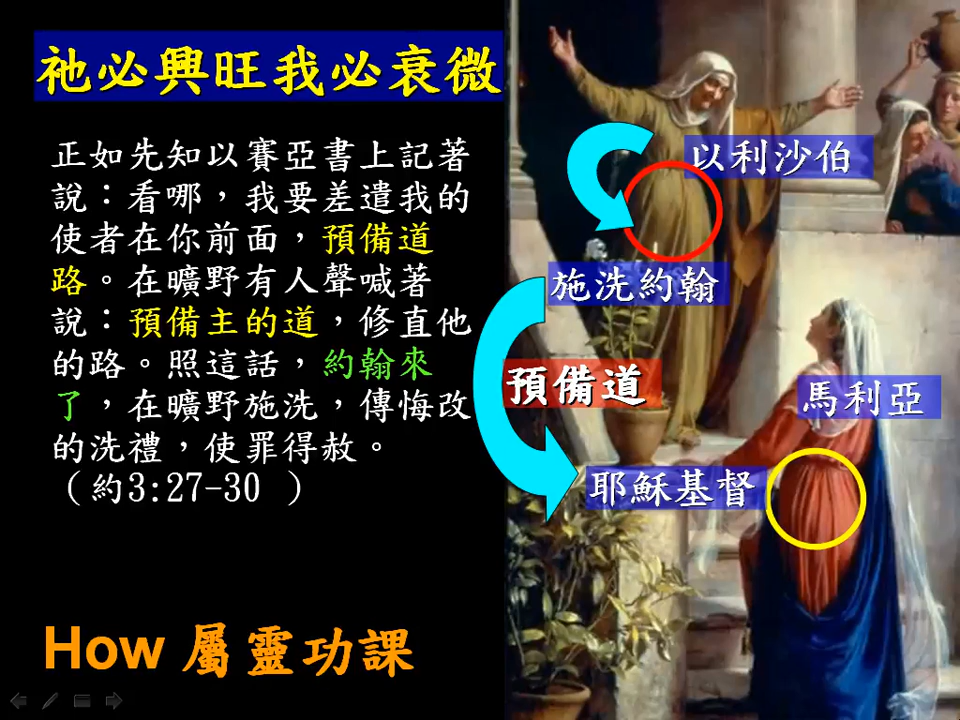 祂必興旺我必衰微
正如先知以賽亞書上記著
說：看哪，我要差遣我的
使者在你前面，預備道
路。在曠野有人聲喊著
說：預備主的道，修直他
的路。照這話，約翰來
了，在曠野施洗，傳悔改
的洗禮，使罪得赦。
（約3:27-30 ）
How 屬靈功課
以利沙伯
施洗約翰
預備道
馬利亞
耶穌基督